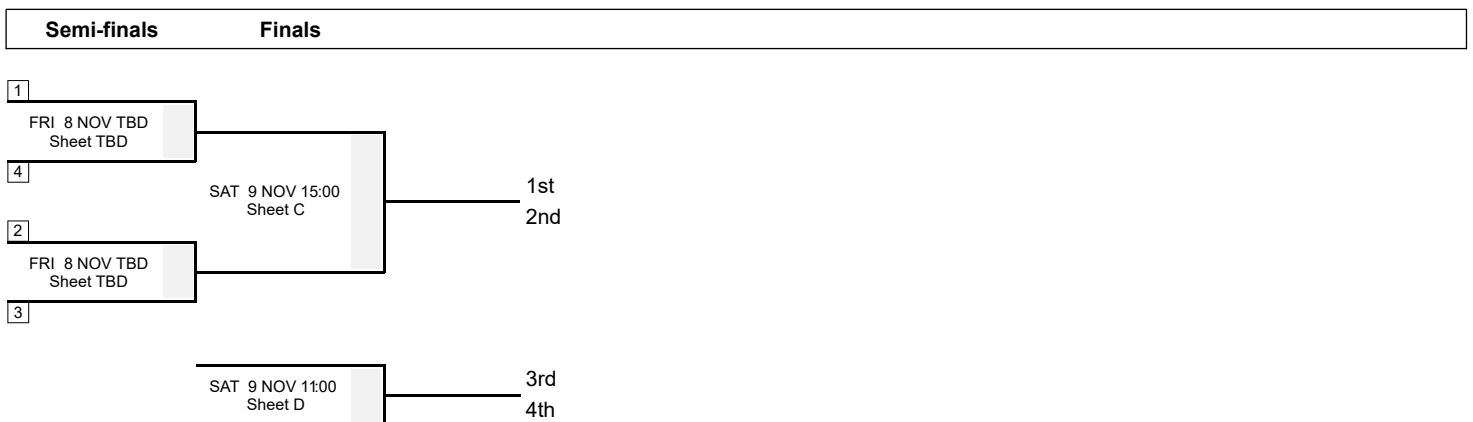 Semi-finals Finals
1
FRI 8 NOV TBD
Sheet TBD
4
SAT 9 NOV 15:00
Sheet C
1st
2nd
2
FRI 8 NOV TBD
Sheet TBD
3
SAT 9 NOV 11:00
Sheet D
3rd
4th